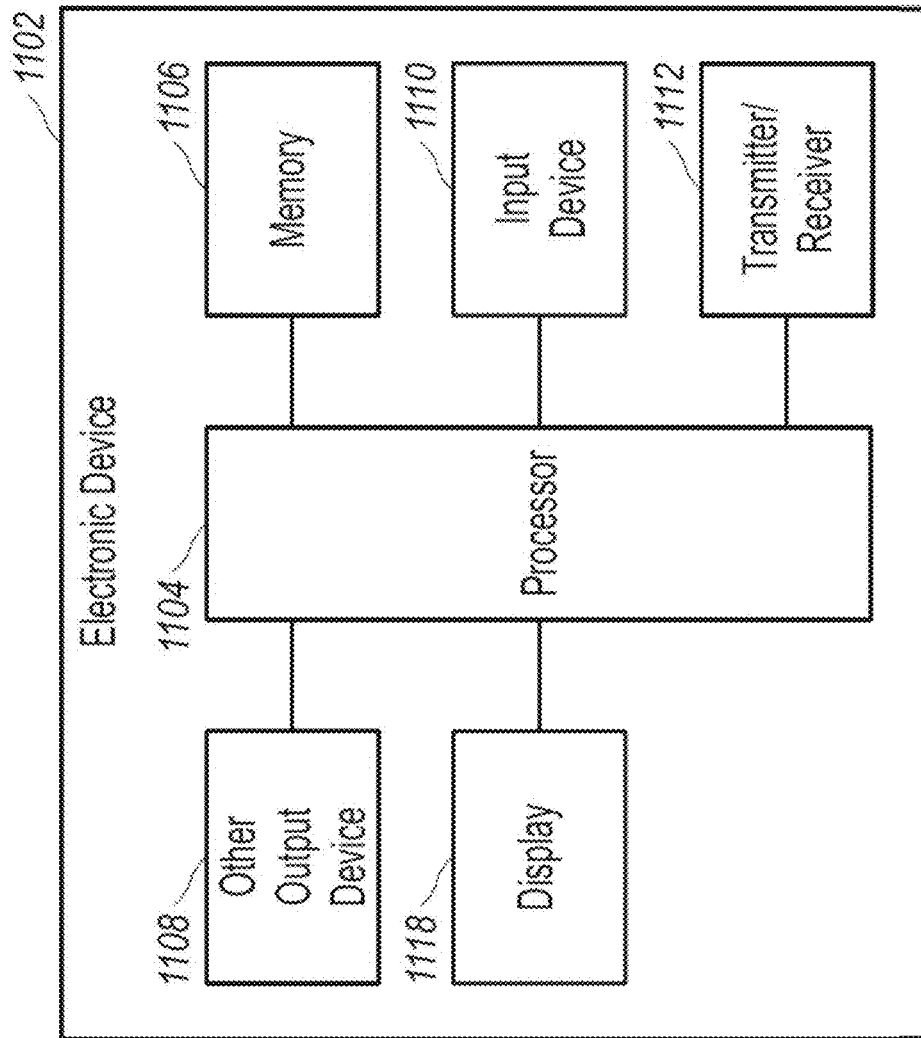 1102
Electronic Device
1108
Other
Output
Device
1104
Processor
1106
Memory
1118
Display
1110
Input
Device
1112
Transmitter/
Receiver